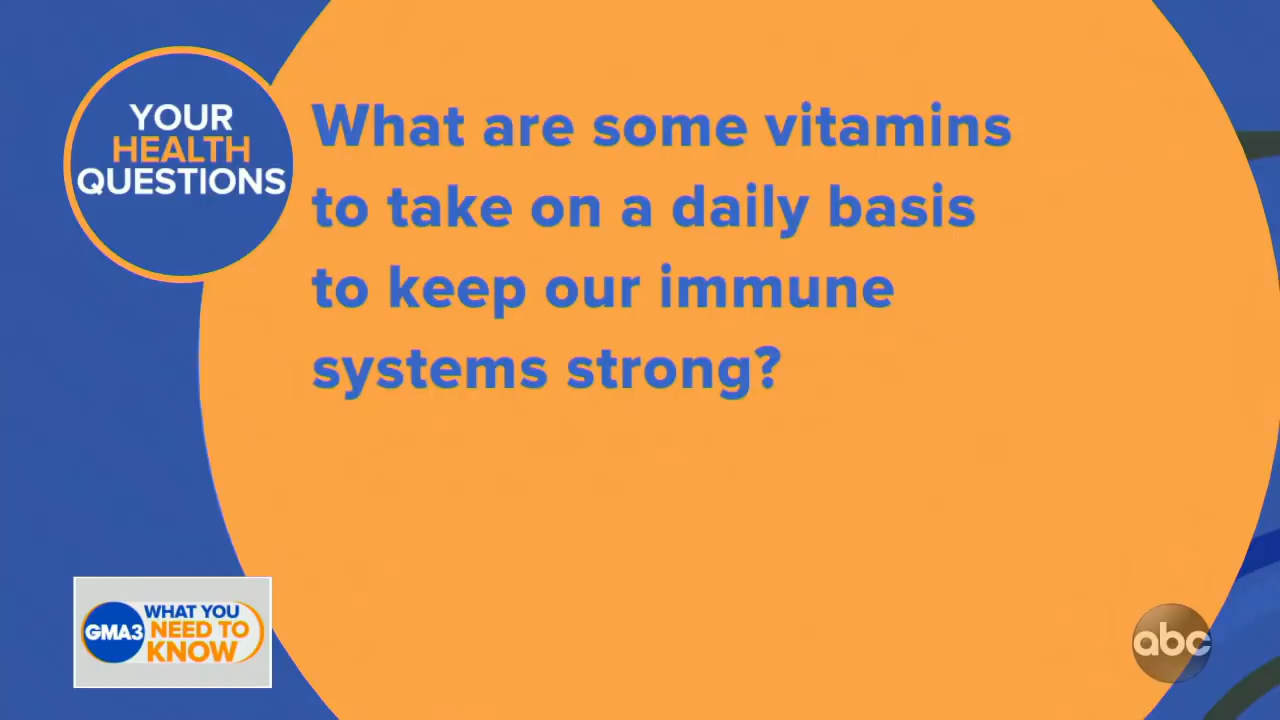 YOUR
HEALTH
QUESTIONS
What are some vitamins
to take on a daily basis
to keep our immune
systems strong?
GMA3
WHAT YOU
NEED TO
KNOW
abc